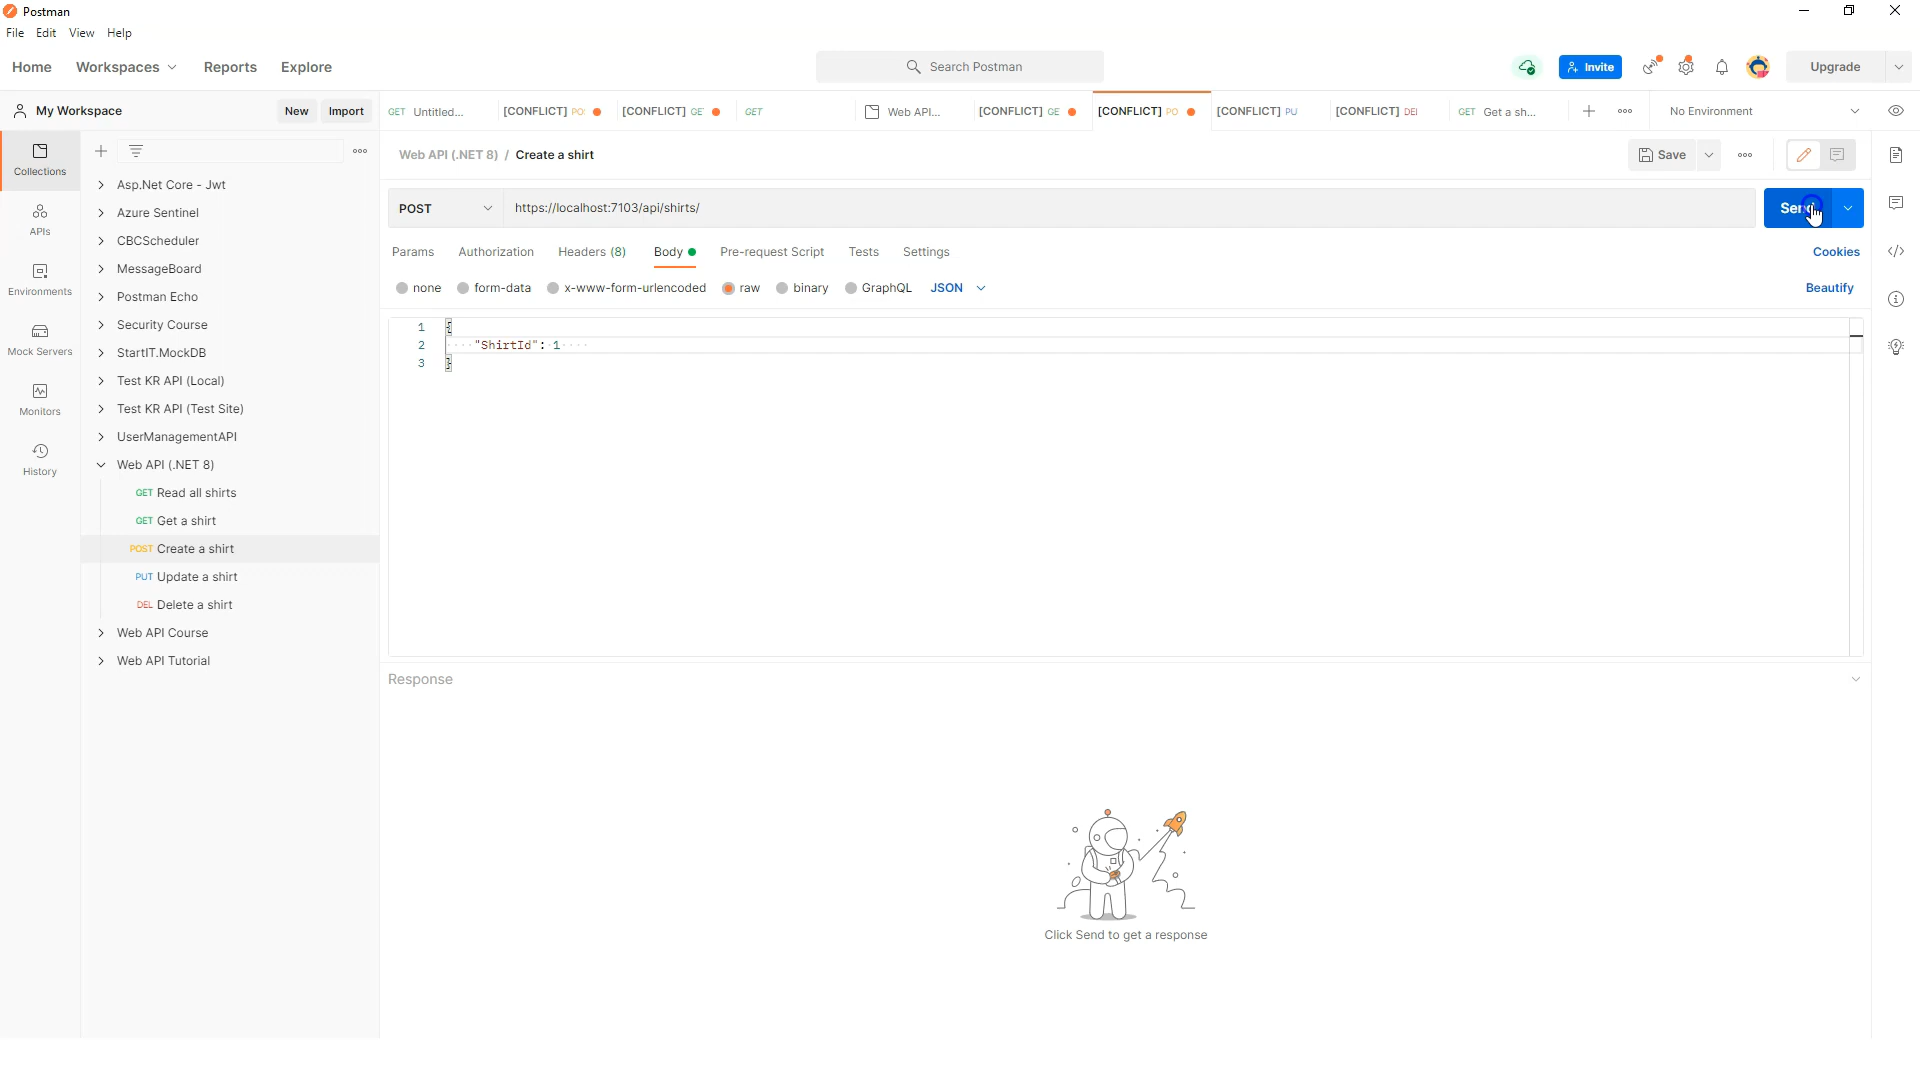 Postman
File Edit View Help
Home Workspaces Reports Explore
Search Postman
Invite
Upgrade
My Workspace
New Import
GET Untitled...
[CONFLICT] PO
[CONFLICT] GE
GET
Web API...
[CONFLICT] GE
[CONFLICT] PO
[CONFLICT] PU
[CONFLICT] DEI
GET Get a sh...
No Environment
Collections
APIs
Environments
Mock Servers
Monitors
History
Asp.Net Core - Jwt
Azure Sentinel
CBCScheduler
MessageBoard
Postman Echo
Security Course
StartIT.MockDB
Test KR API (Local)
Test KR API (Test Site)
UserManagementAPI
Web API (.NET 8)
GET Read all shirts
GET Get a shirt
POST Create a shirt
PUT Update a shirt
DEL Delete a shirt
Web API Course
Web API Tutorial
Web API (.NET 8) / Create a shirt
Save
POST
https://localhost:7103/api/shirts/
Send
Params Authorization Headers (8) Body Pre-request Script Tests Settings
Cookies
none form-data x-www-form-urlencoded raw binary GraphQL JSON
Beautify
1 {
2 "ShirtId": 1
3 }
Response
Click Send to get a response